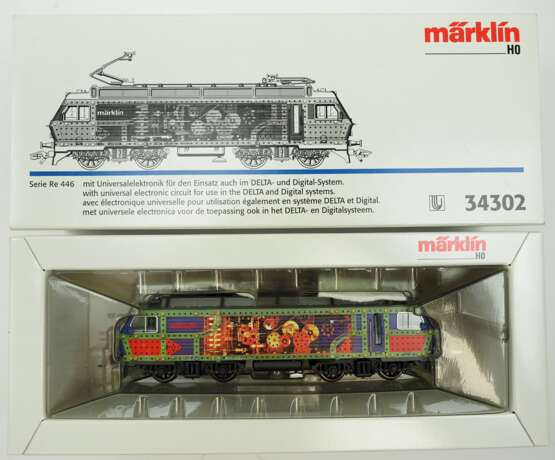 märklin
H0
märklin
Serie Re 446 mit Universalelektronik für den Einsatz auch im DELTA- und Digital-System.
with universal electronic circuit for use in the DELTA and Digital systems.
avec électronique universelle pour utilisation également en système DELTA et Digital.
met universele electronica voor de toepassing ook in het DELTA- en Digitalsysteem.
U 34302
märklin
H0